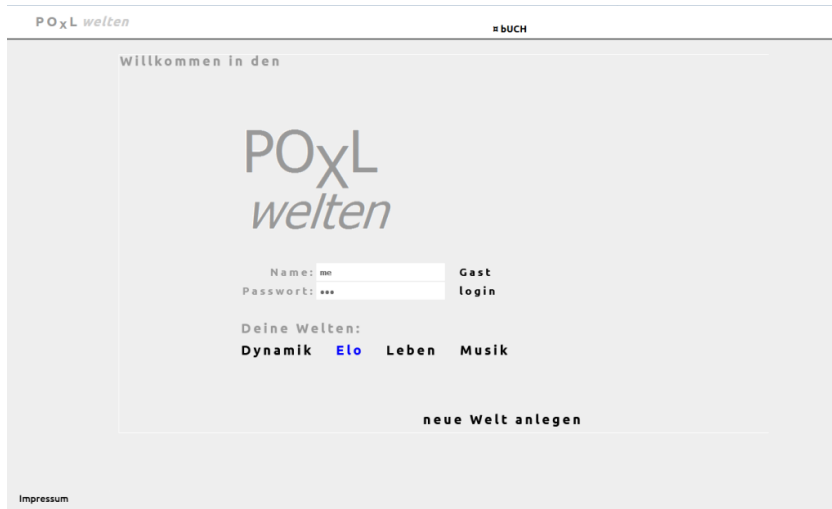 POxL welten
¤ bUCH
Willkommen in den
POxL
welten
Name: me Gast
Passwort: ••• login
Deine Welten:
Dynamik Elo Leben Musik
neue Welt anlegen
Impressum